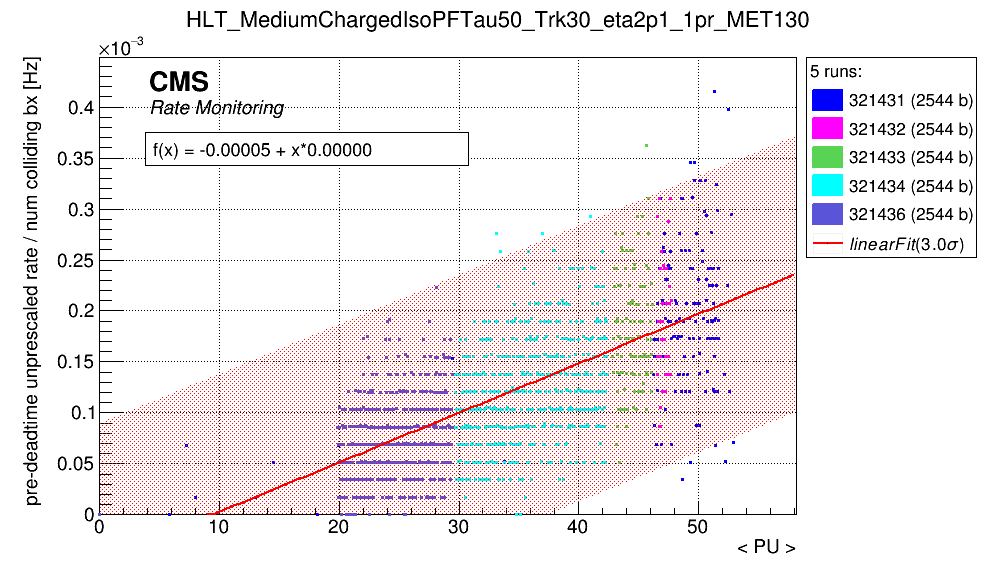 HLT_MediumChargedIsoPFTau50_Trk30_eta2p1_1pr_MET130
×10⁻³
CMS
Rate Monitoring
f(x) = -0.00005 + x*0.00000
5 runs:
321431 (2544 b)
321432 (2544 b)
321433 (2544 b)
321434 (2544 b)
321436 (2544 b)
linearFit(3.0σ)
pre-deadtime unprescaled rate / num colliding bx [Hz]
0.4
0.35
0.3
0.25
0.2
0.15
0.1
0.05
0
0 10 20 30 40 50
< PU >